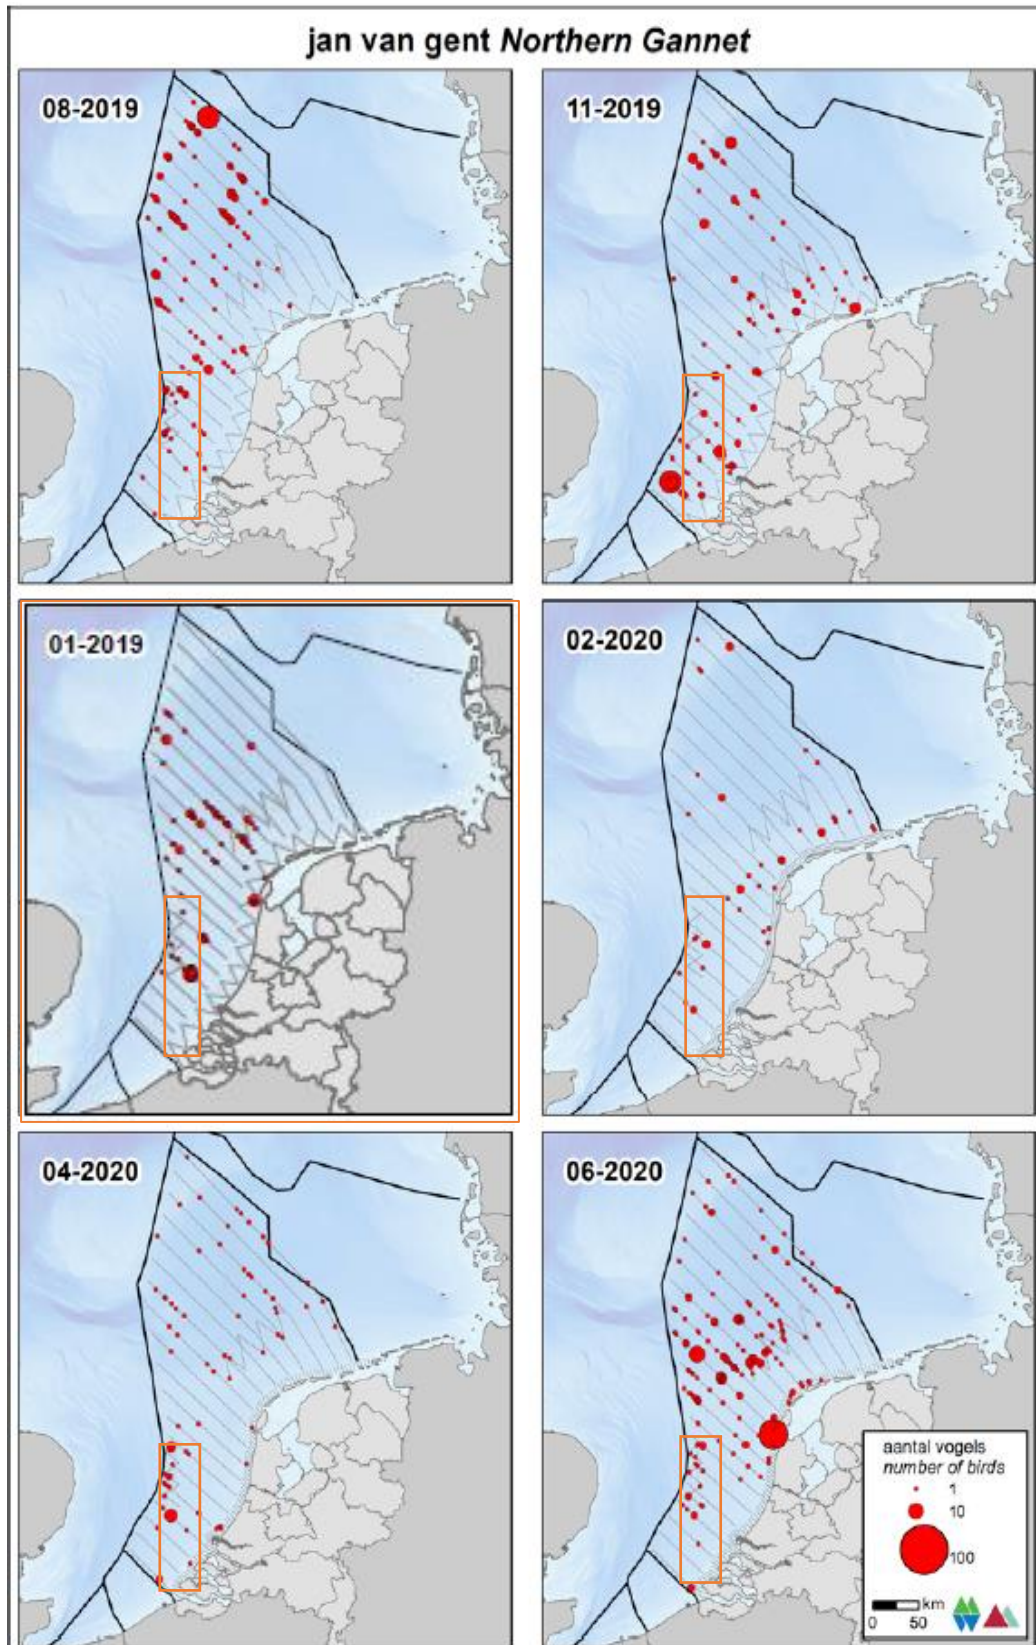 jan van gent Northern Gannet
08-2019
11-2019
01-2019
02-2020
04-2020
06-2020
aantal vogels
number of birds
1
10
100
km
0 50